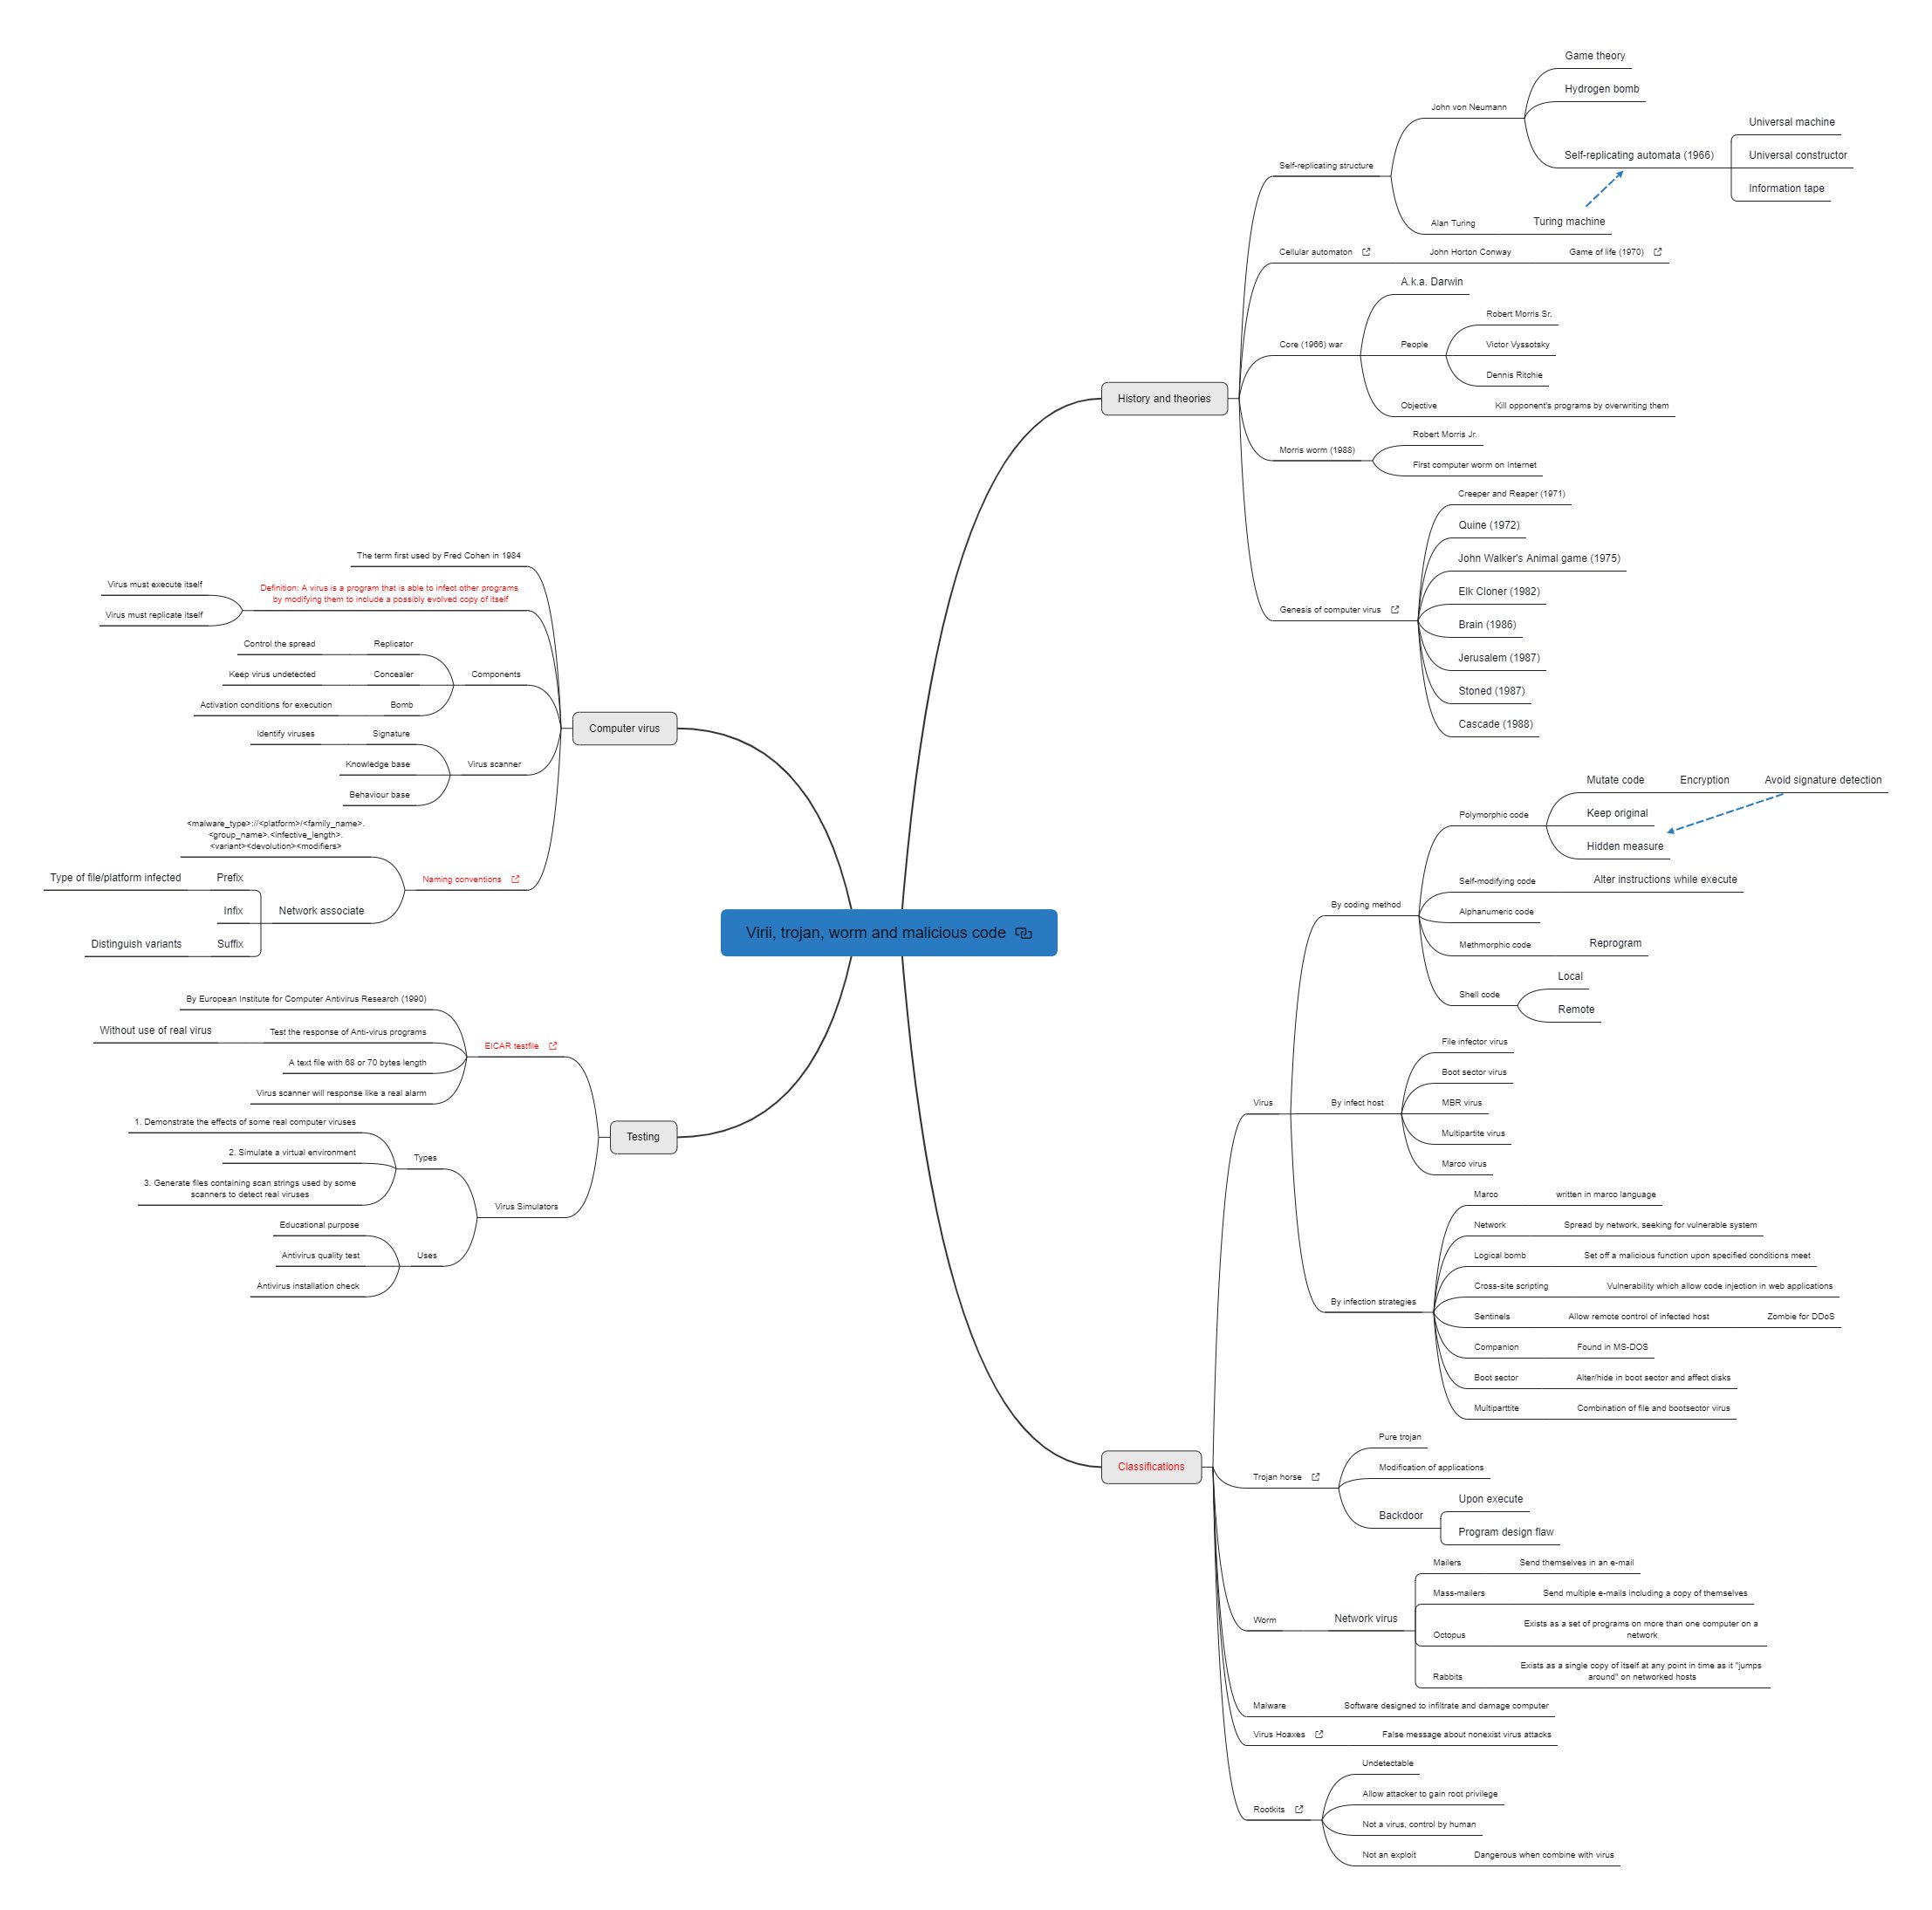 Virii, trojan, worm and malicious code
History and theories
Self-replicating structure
John von Neumann
Game theory
Hydrogen bomb
Self-replicating automata (1966)
Universal machine
Universal constructor
Information tape
Alan Turing
Turing machine
Cellular automaton
John Horton Conway
Game of life (1970)
Core (1966) war
A.k.a. Darwin
People
Robert Morris Sr.
Victor Vyssotsky
Dennis Ritchie
Objective
Kill opponent's programs by overwriting them
Morris worm (1988)
Robert Morris Jr.
First computer worm on Internet
Genesis of computer virus
Creeper and Reaper (1971)
Quine (1972)
John Walker's Animal game (1975)
Elk Cloner (1982)
Brain (1986)
Jerusalem (1987)
Stoned (1987)
Cascade (1988)
Classifications
Virus
By coding method
Polymorphic code
Mutate code
Encryption
Avoid signature detection
Keep original
Hidden measure
Self-modifying code
Alter instructions while execute
Alphanumeric code
Methmorphic code
Reprogram
Shell code
Local
Remote
By infect host
File infector virus
Boot sector virus
MBR virus
Multipartite virus
Marco virus
By infection strategies
Marco
written in marco language
Network
Spread by network, seeking for vulnerable system
Logical bomb
Set off a malicious function upon specified conditions meet
Cross-site scripting
Vulnerability which allow code injection in web applications
Sentinels
Allow remote control of infected host
Zombie for DDoS
Companion
Found in MS-DOS
Boot sector
Alter/hide in boot sector and affect disks
Multiparttite
Combination of file and bootsector virus
Trojan horse
Pure trojan
Modification of applications
Backdoor
Upon execute
Program design flaw
Worm
Network virus
Mailers
Send themselves in an e-mail
Mass-mailers
Send multiple e-mails including a copy of themselves
Octopus
Exists as a set of programs on more than one computer on a
network
Rabbits
Exists as a single copy of itself at any point in time as it "jumps
around" on networked hosts
Malware
Software designed to infiltrate and damage computer
Virus Hoaxes
False message about nonexist virus attacks
Rootkits
Undetectable
Allow attacker to gain root privilege
Not a virus, control by human
Not an exploit
Dangerous when combine with virus
Computer virus
The term first used by Fred Cohen in 1984
Definition: A virus is a program that is able to infect other programs
by modifying them to include a possibly evolved copy of itself
Virus must execute itself
Virus must replicate itself
Components
Replicator
Control the spread
Concealer
Keep virus undetected
Bomb
Activation conditions for execution
Virus scanner
Signature
Identify viruses
Knowledge base
Behaviour base
Naming conventions
<malware_type>://<platform>/<family_name>.
<group_name>.<infective_length>.
<variant><devolution><modifiers>
Network associate
Prefix
Type of file/platform infected
Infix
Suffix
Distinguish variants
Testing
EICAR testfile
By European Institute for Computer Antivirus Research (1990)
Test the response of Anti-virus programs
Without use of real virus
A text file with 68 or 70 bytes length
Virus scanner will response like a real alarm
Virus Simulators
Types
1. Demonstrate the effects of some real computer viruses
2. Simulate a virtual environment
3. Generate files containing scan strings used by some
scanners to detect real viruses
Uses
Educational purpose
Antivirus quality test
Antivirus installation check